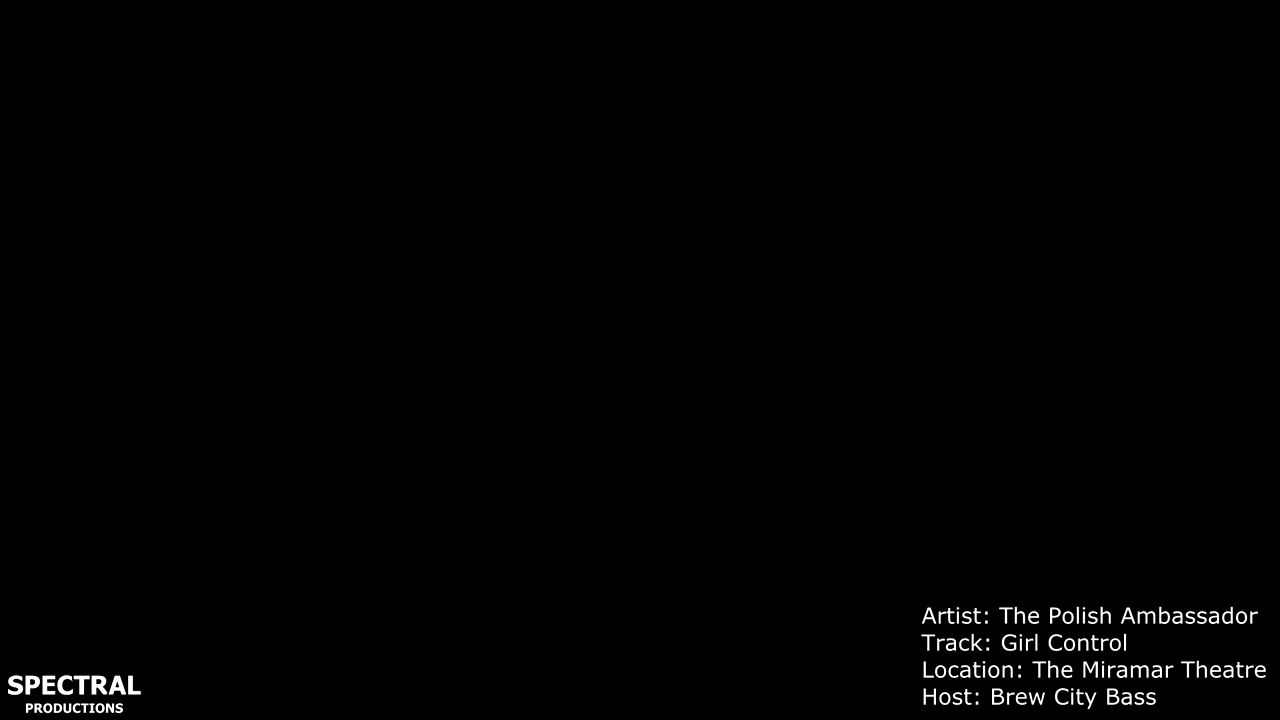 Artist: The Polish Ambassador
Track: Girl Control
Location: The Miramar Theatre
Host: Brew City Bass
SPECTRAL
PRODUCTIONS